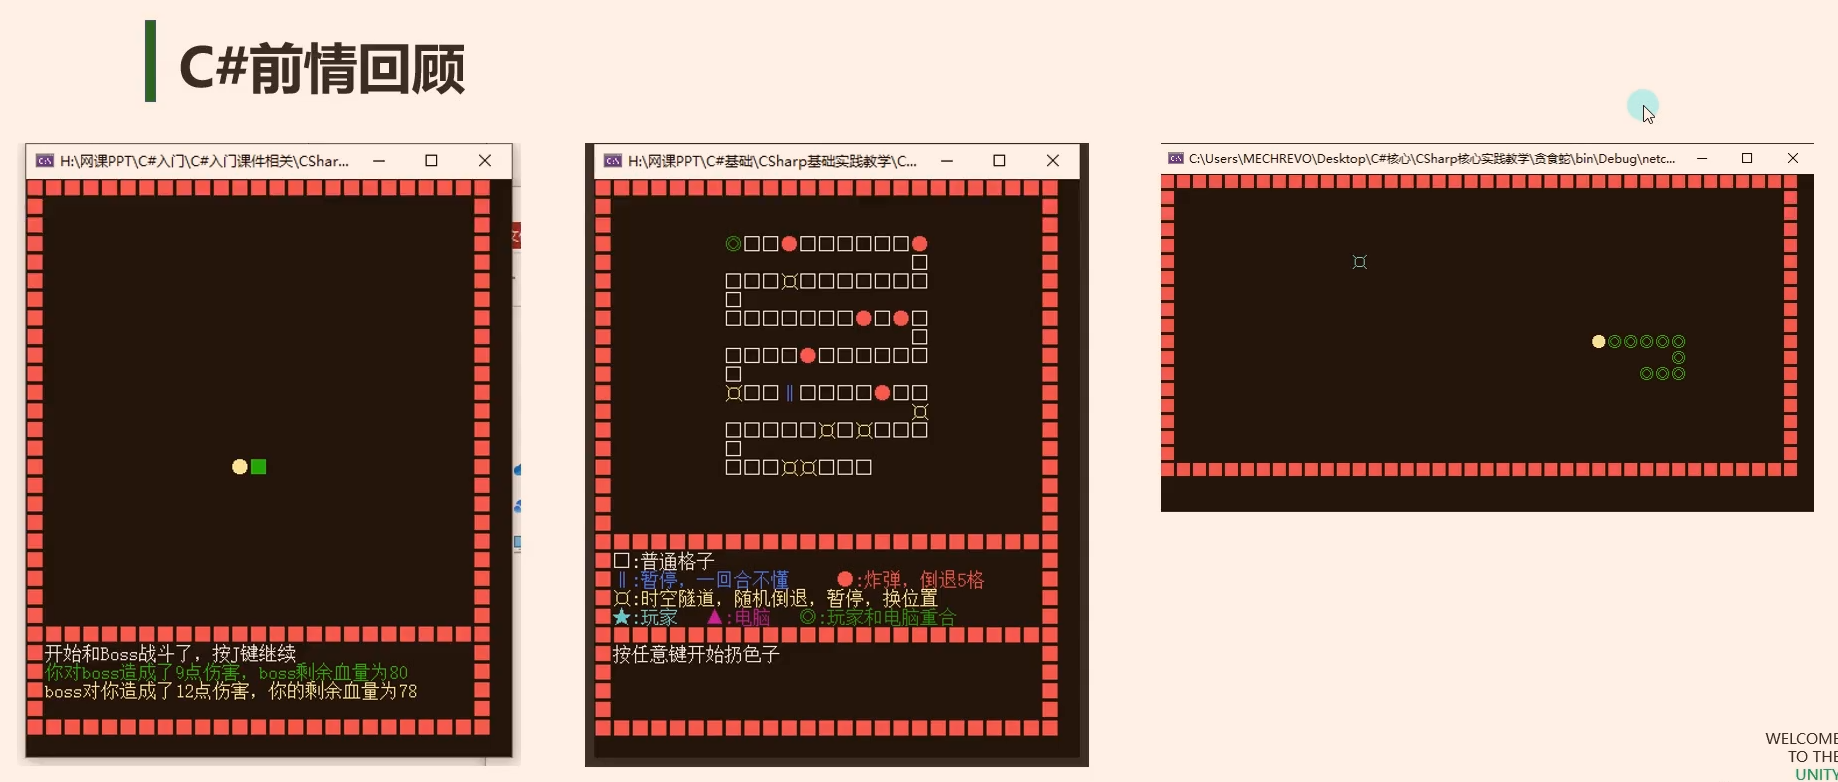 C#前情回顾
H:\网课PPT\C#入门\C#入门课件相关\CShar...
开始和Boss战斗了，按J键继续
你对boss造成了9点伤害，boss剩余血量为80
boss对你造成了12点伤害，你的剩余血量为78
H:\网课PPT\C#基础\CSharp基础实践教学\C...
□:普通格子
‖:暂停，一回合不懂 ●:炸弹，倒退5格
¤:时空隧道，随机倒退，暂停，换位置
★:玩家 ▲:电脑 ◎:玩家和电脑重合
按任意键开始扔色子
C:\Users\MECHREVO\Desktop\C#核心\CSharp核心实践教学\贪食蛇\bin\Debug\netc...
WELCOME
TO THE
UNITY